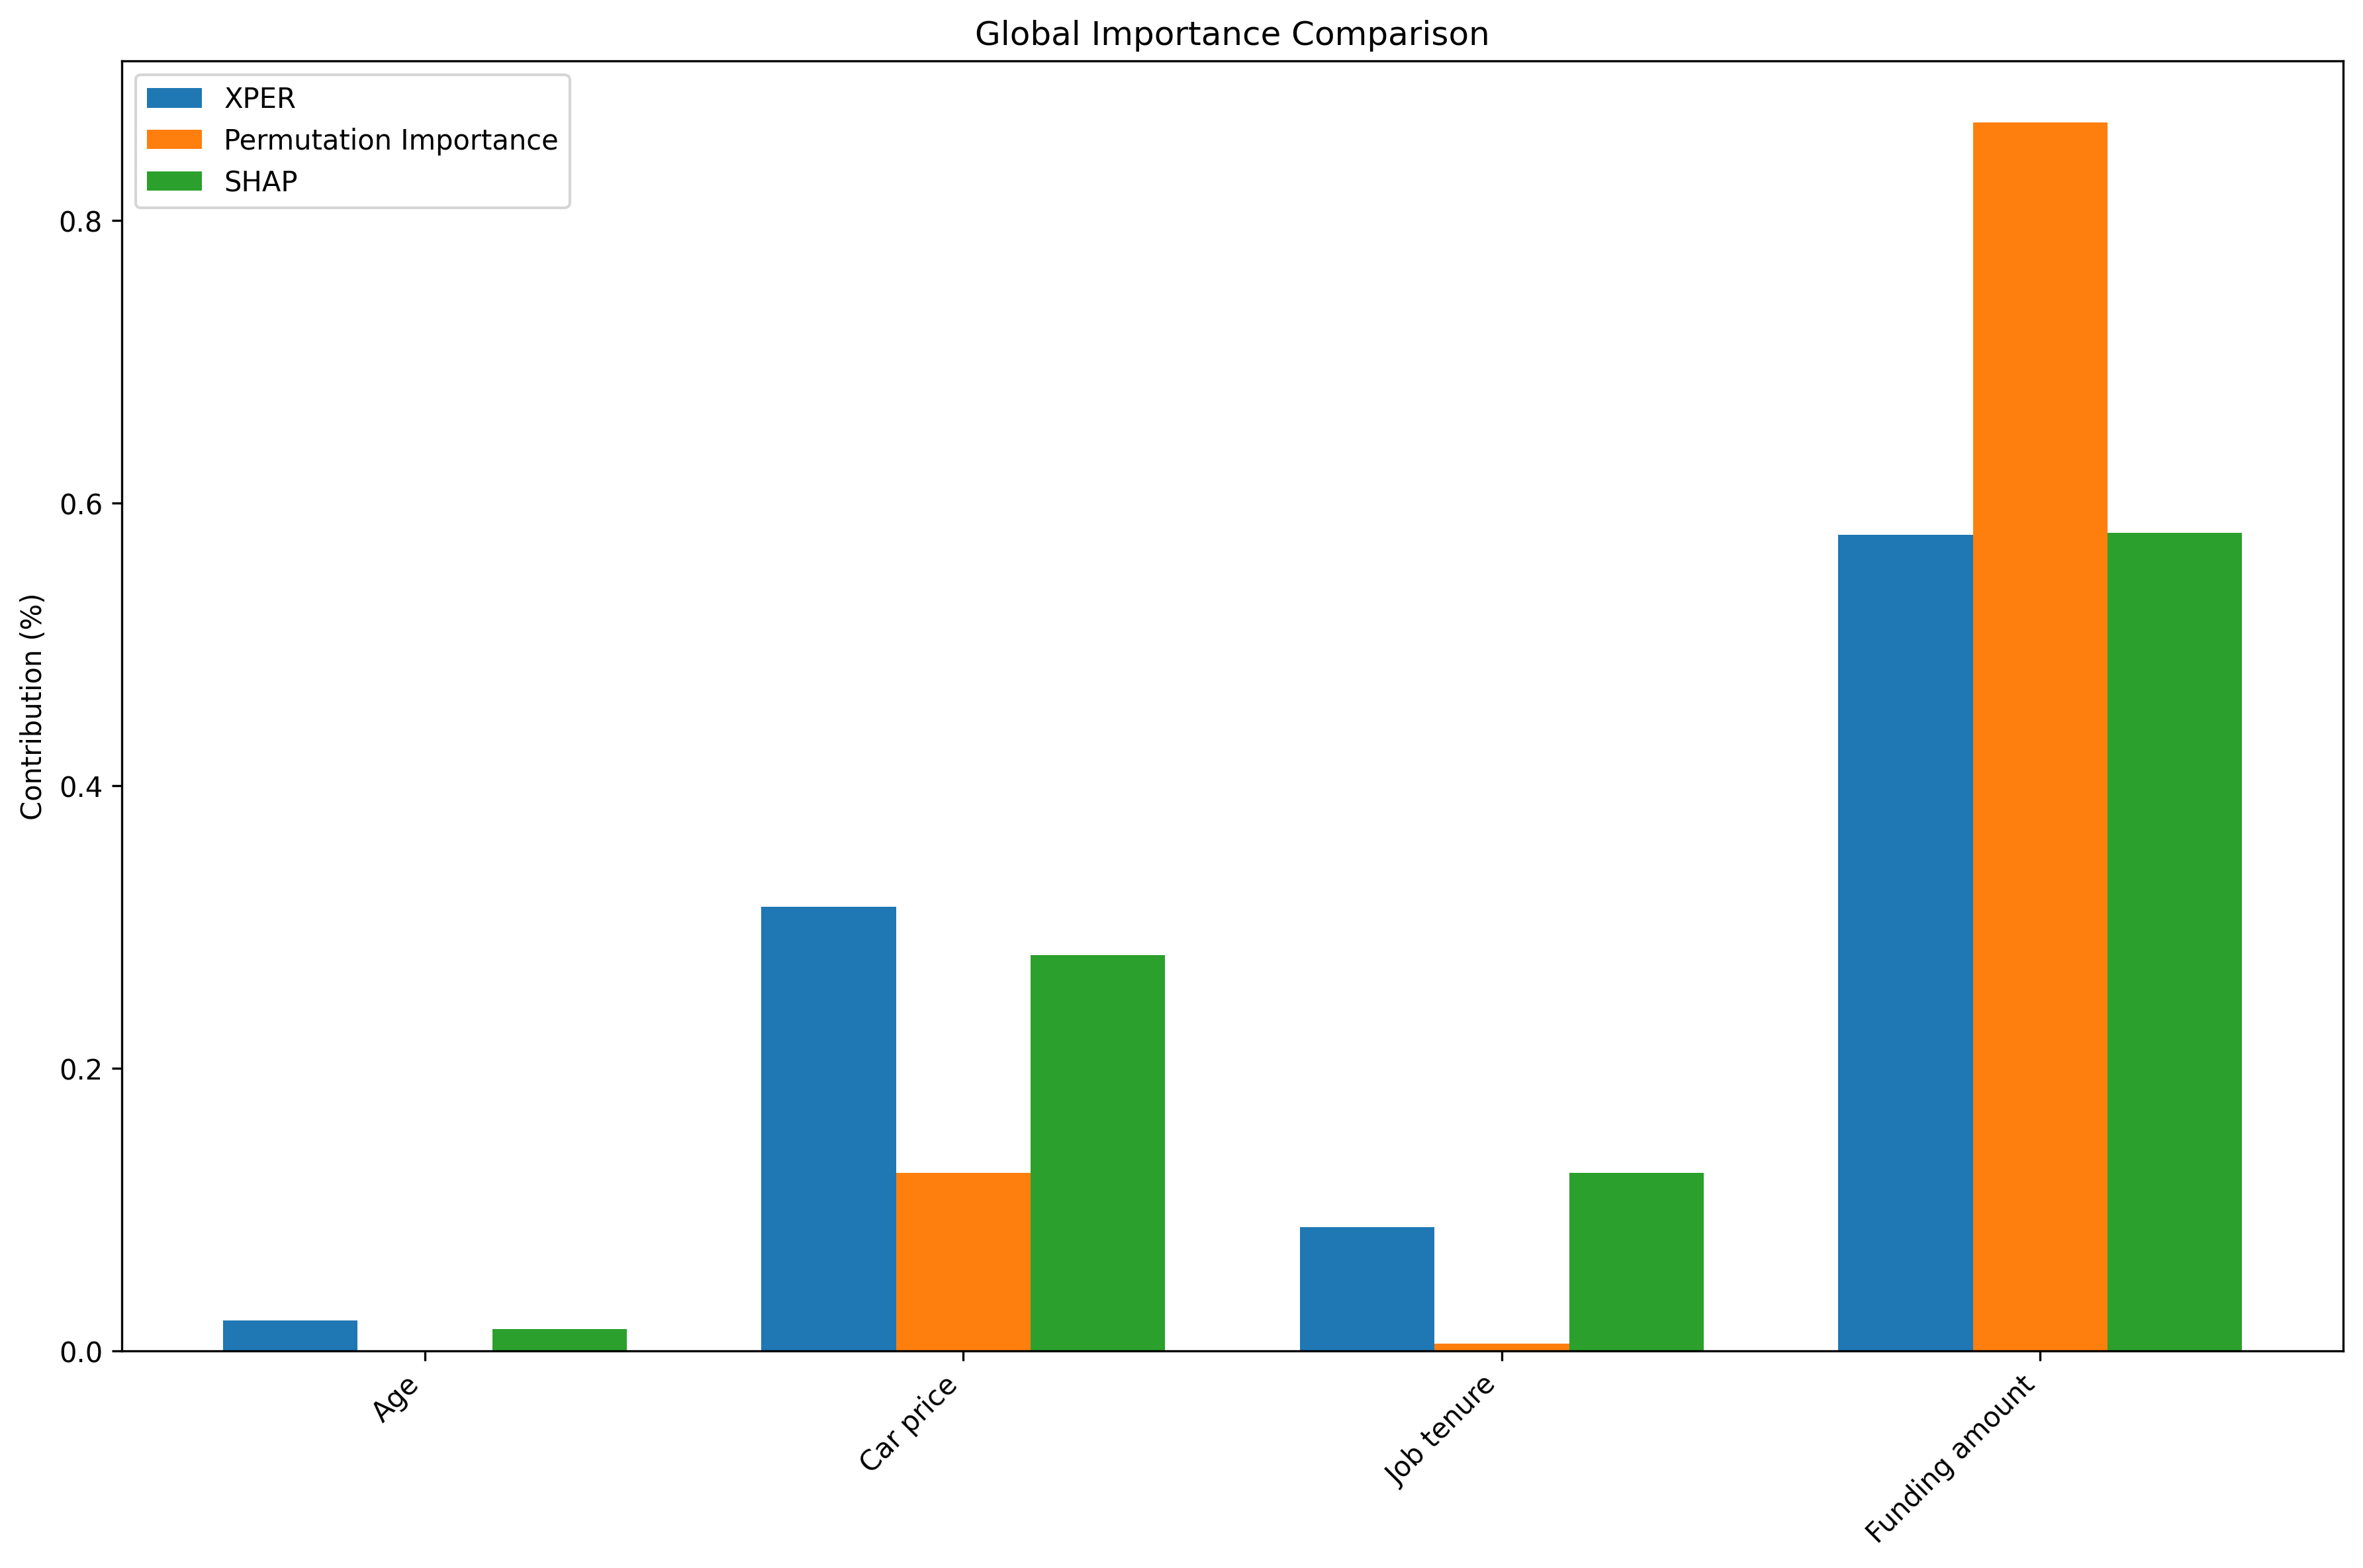 Global Importance Comparison
XPER
Permutation Importance
SHAP
Contribution (%)
0.8
0.6
0.4
0.2
0.0
Age
Car price
Job tenure
Funding amount